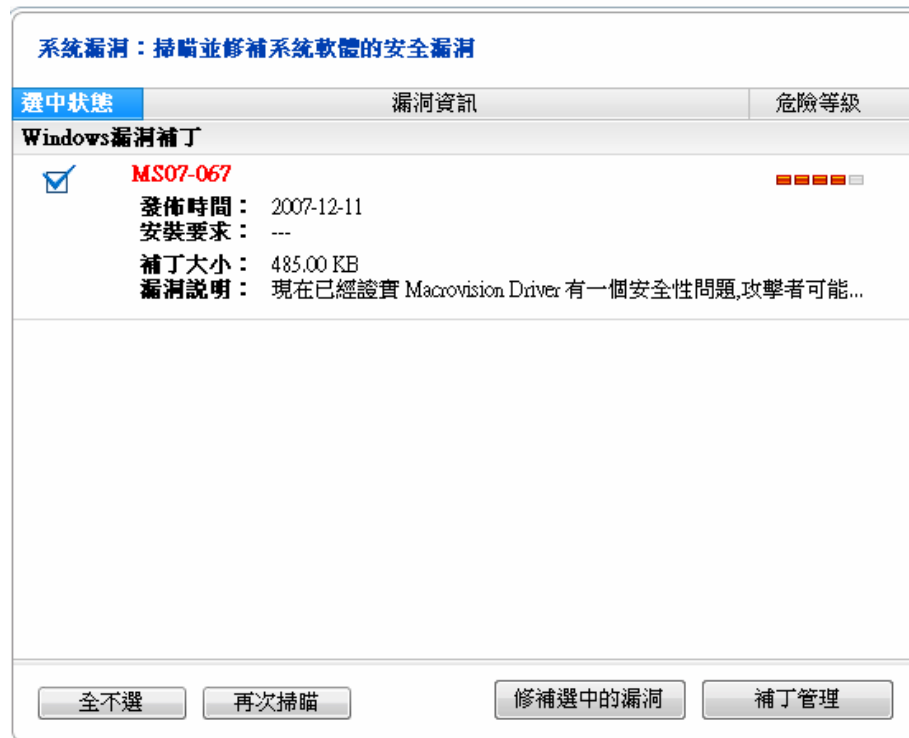 系統漏洞：掃瞄並修補系統軟體的安全漏洞
選中狀態 漏洞資訊 危險等級
Windows漏洞補丁
MS07-067
發佈時間： 2007-12-11
安裝要求： ---
補丁大小： 485.00 KB
漏洞說明： 現在已經證實 Macrovision Driver 有一個安全性問題,攻擊者可能...
全不選 再次掃瞄 修補選中的漏洞 補丁管理